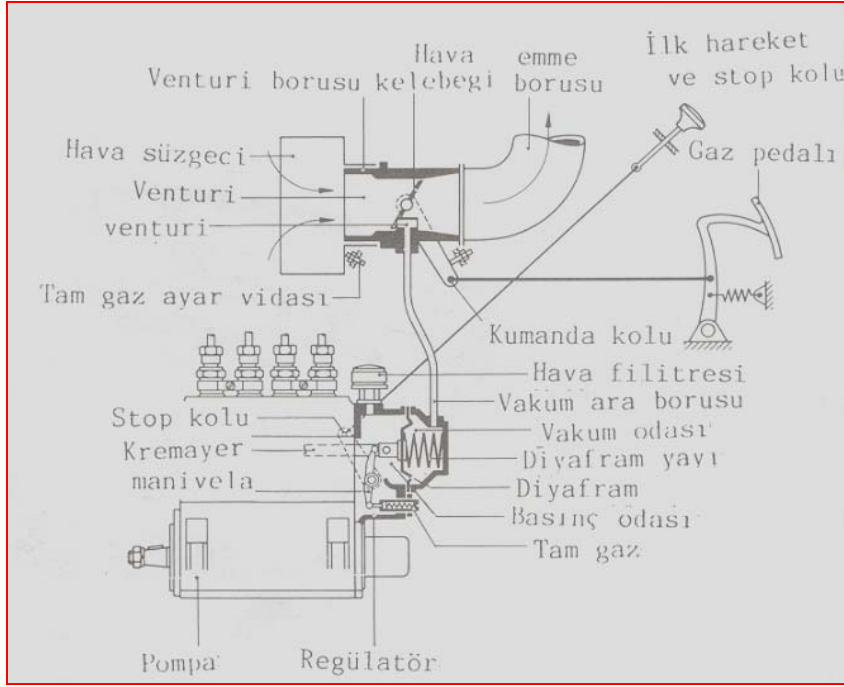 Hava
kelebegi
emme
borusu
İlk hareket
ve stop kolu
Venturi borusu
Hava süzgeci
Gaz pedalı
Venturi
venturi
Tam gaz ayar vidası
Kumanda kolu
Hava filitresi
Vakum ara borusu
Stop kolu
Vakum odası
Kremayer
Diyafram yayı
manivela
Diyafram
Basınç odası
Tam gaz
Pompa
Regülatör